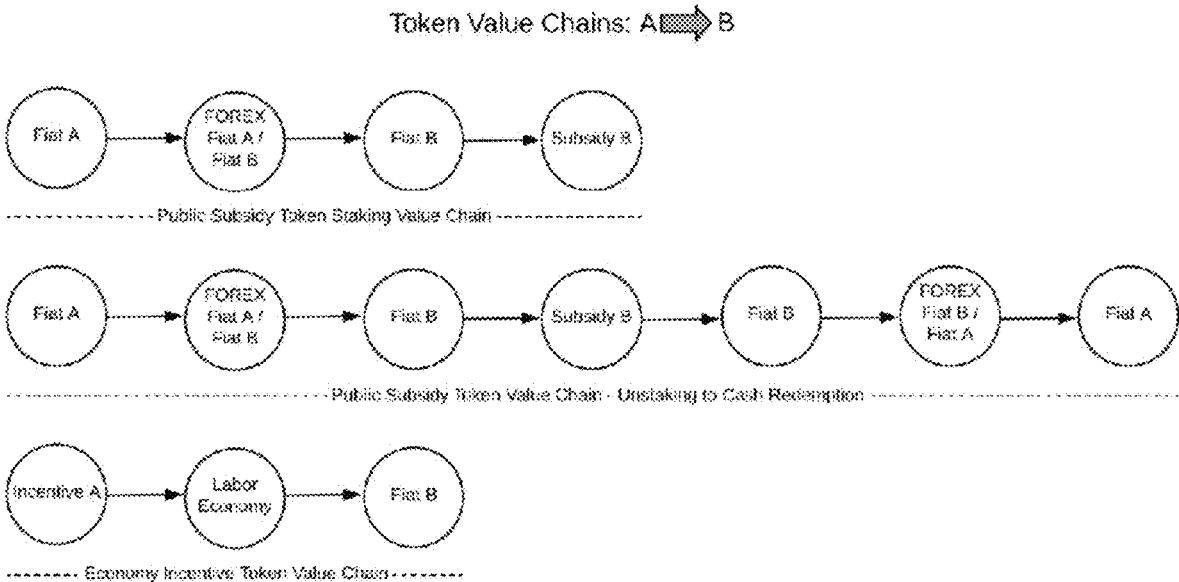 Token Value Chains: A B
Fiat A
FOREX
Fiat A /
Fiat B
Fiat B
Subsidy B
Public Subsidy Token Staking Value Chain
Fiat A
FOREX
Fiat A /
Fiat B
Fiat B
Subsidy B
Fiat B
FOREX
Fiat B /
Fiat A
Fiat A
Public Subsidy Token Value Chain - Unstaking to Cash Redemption
Incentive A
Labor
Economy
Fiat B
Economy Incentive Token Value Chain